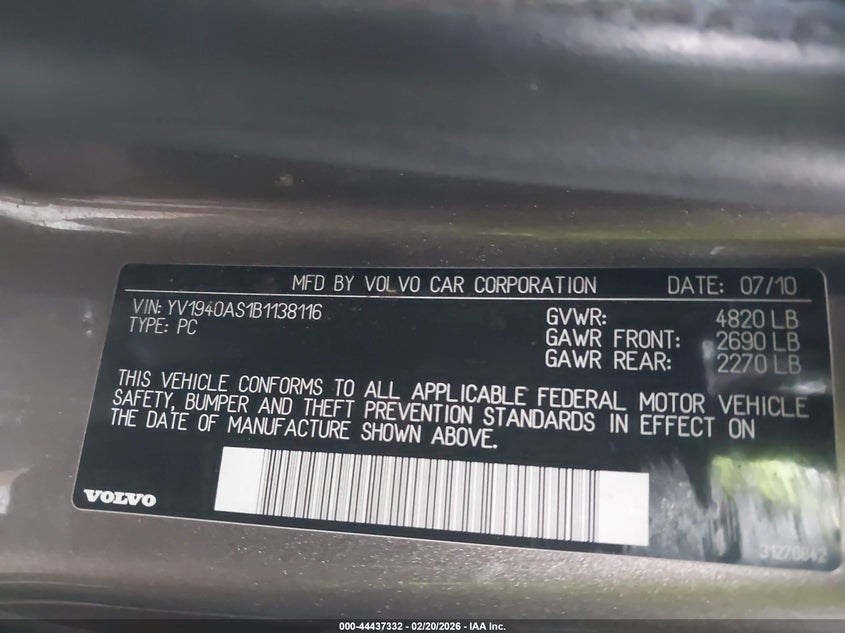 MFD BY VOLVO CAR CORPORATION DATE: 07/10
VIN: YV1940AS1B1138116 GVWR: 4820 LB
TYPE: PC GAWR FRONT: 2690 LB
GAWR REAR: 2270 LB
THIS VEHICLE CONFORMS TO ALL APPLICABLE FEDERAL MOTOR VEHICLE
SAFETY, BUMPER AND THEFT PREVENTION STANDARDS IN EFFECT ON
THE DATE OF MANUFACTURE SHOWN ABOVE.
VOLVO
000-44437332 - 02/20/2026 - IAA Inc.